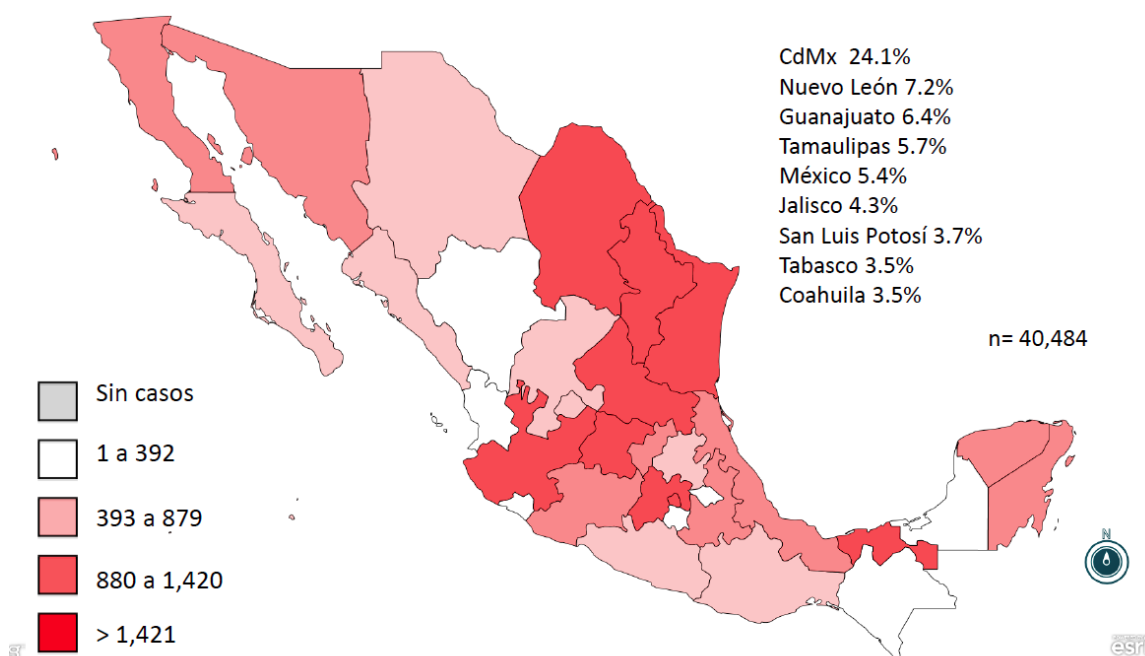 CdMx 24.1%
Nuevo León 7.2%
Guanajuato 6.4%
Tamaulipas 5.7%
México 5.4%
Jalisco 4.3%
San Luis Potosí 3.7%
Tabasco 3.5%
Coahuila 3.5%
n= 40,484
Sin casos
1 a 392
393 a 879
880 a 1,420
> 1,421
N
esri